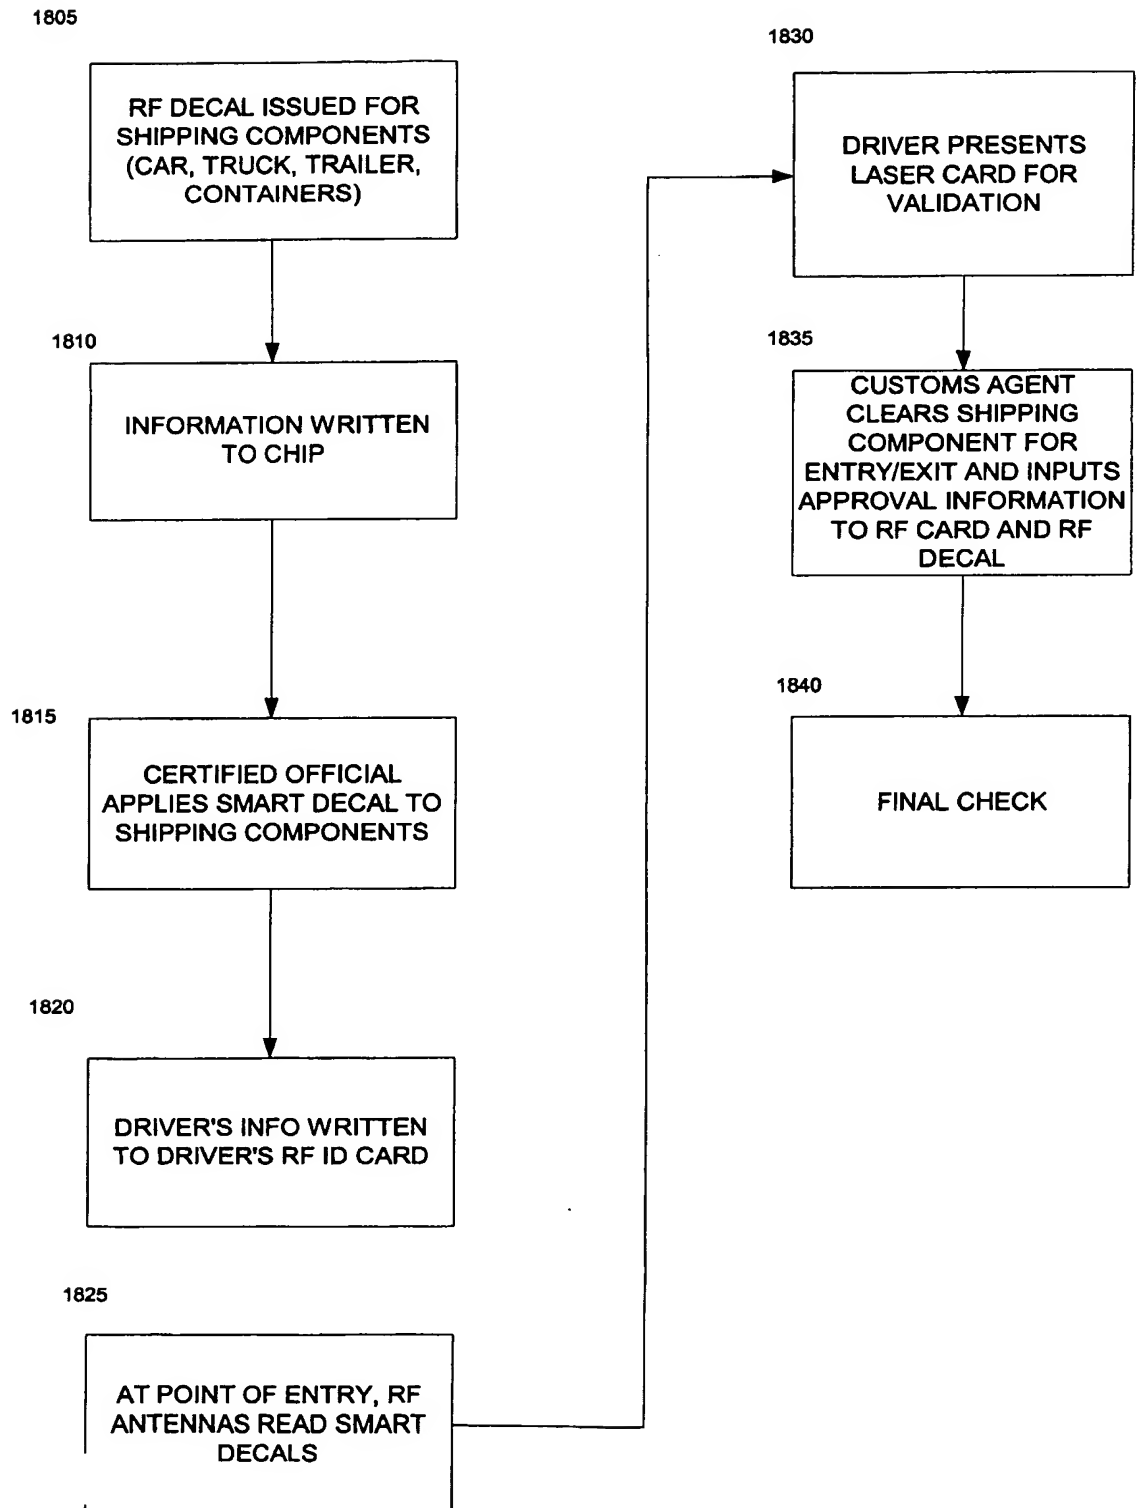 1805
RF DECAL ISSUED FOR
SHIPPING COMPONENTS
(CAR, TRUCK, TRAILER,
CONTAINERS)
1810
INFORMATION WRITTEN
TO CHIP
1815
CERTIFIED OFFICIAL
APPLIES SMART DECAL TO
SHIPPING COMPONENTS
1820
DRIVER'S INFO WRITTEN
TO DRIVER'S RF ID CARD
1825
AT POINT OF ENTRY, RF
ANTENNAS READ SMART
DECALS
1830
DRIVER PRESENTS
LASER CARD FOR
VALIDATION
1835
CUSTOMS AGENT
CLEARS SHIPPING
COMPONENT FOR
ENTRY/EXIT AND INPUTS
APPROVAL INFORMATION
TO RF CARD AND RF
DECAL
1840
FINAL CHECK